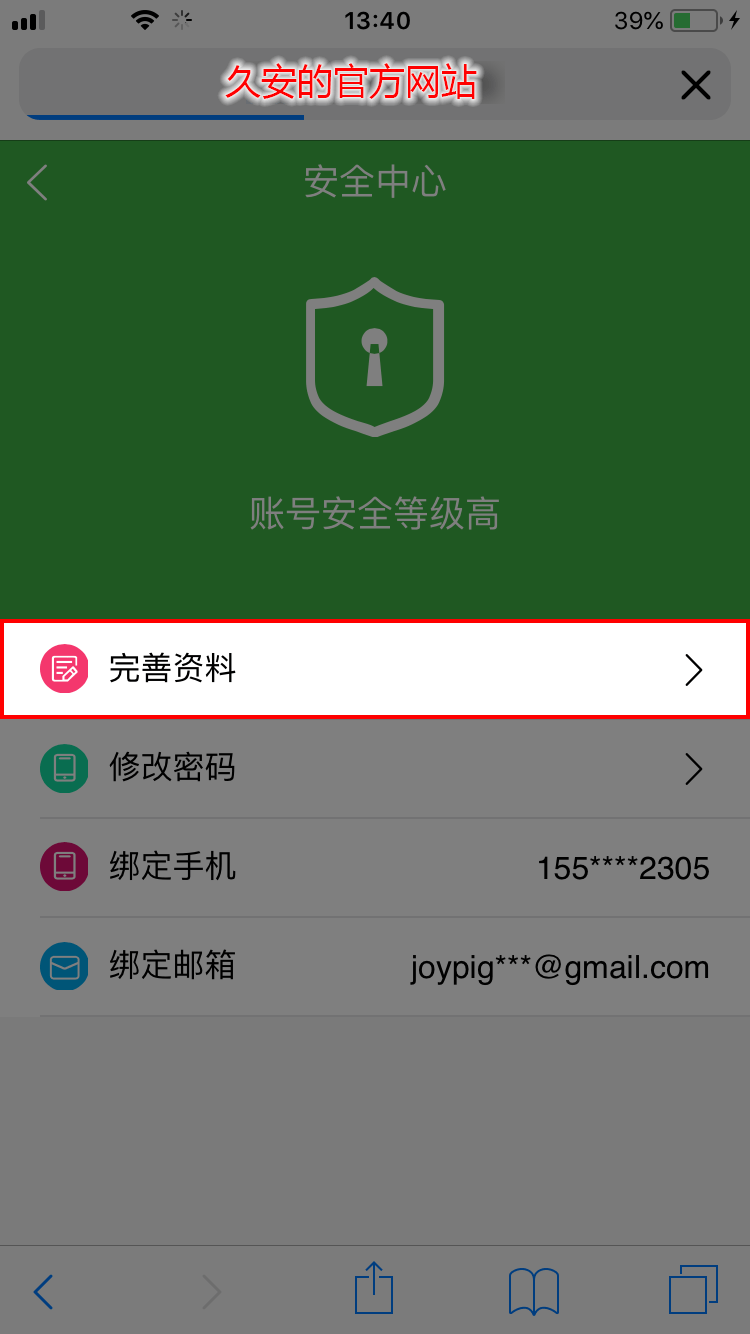 13:40
39%
久安的官方网站
安全中心
账号安全等级高
完善资料
修改密码
绑定手机 155****2305
绑定邮箱 joypig***@gmail.com